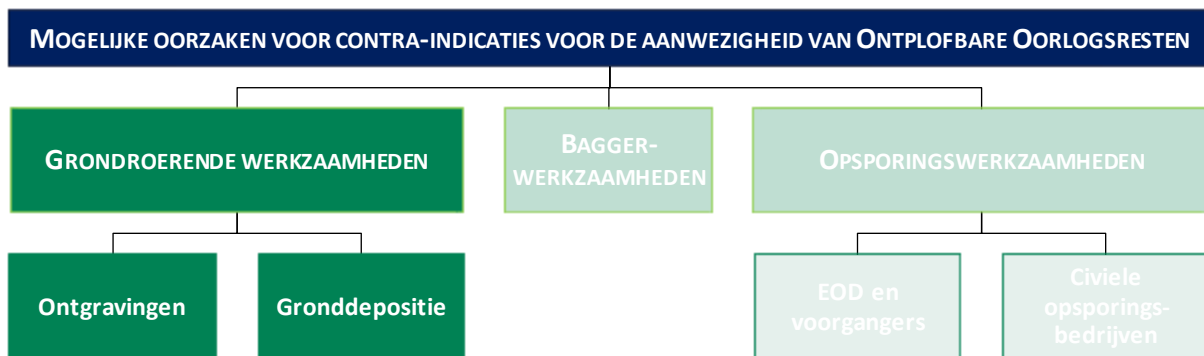 MOGELIJKE OORZAKEN VOOR CONTRA-INDICATIES VOOR DE AANWEZIGHEID VAN ONTPLOFBARE OORLOGSRESTEN
GRONDROERENDE WERKZAAMHEDEN
BAGGER-
WERKZAAMHEDEN
OPSPORINGSWERKZAAMHEDEN
Ontgravingen
Gronddepositie
EOD en
voorgangers
Civiele
opsporings-
bedrijven